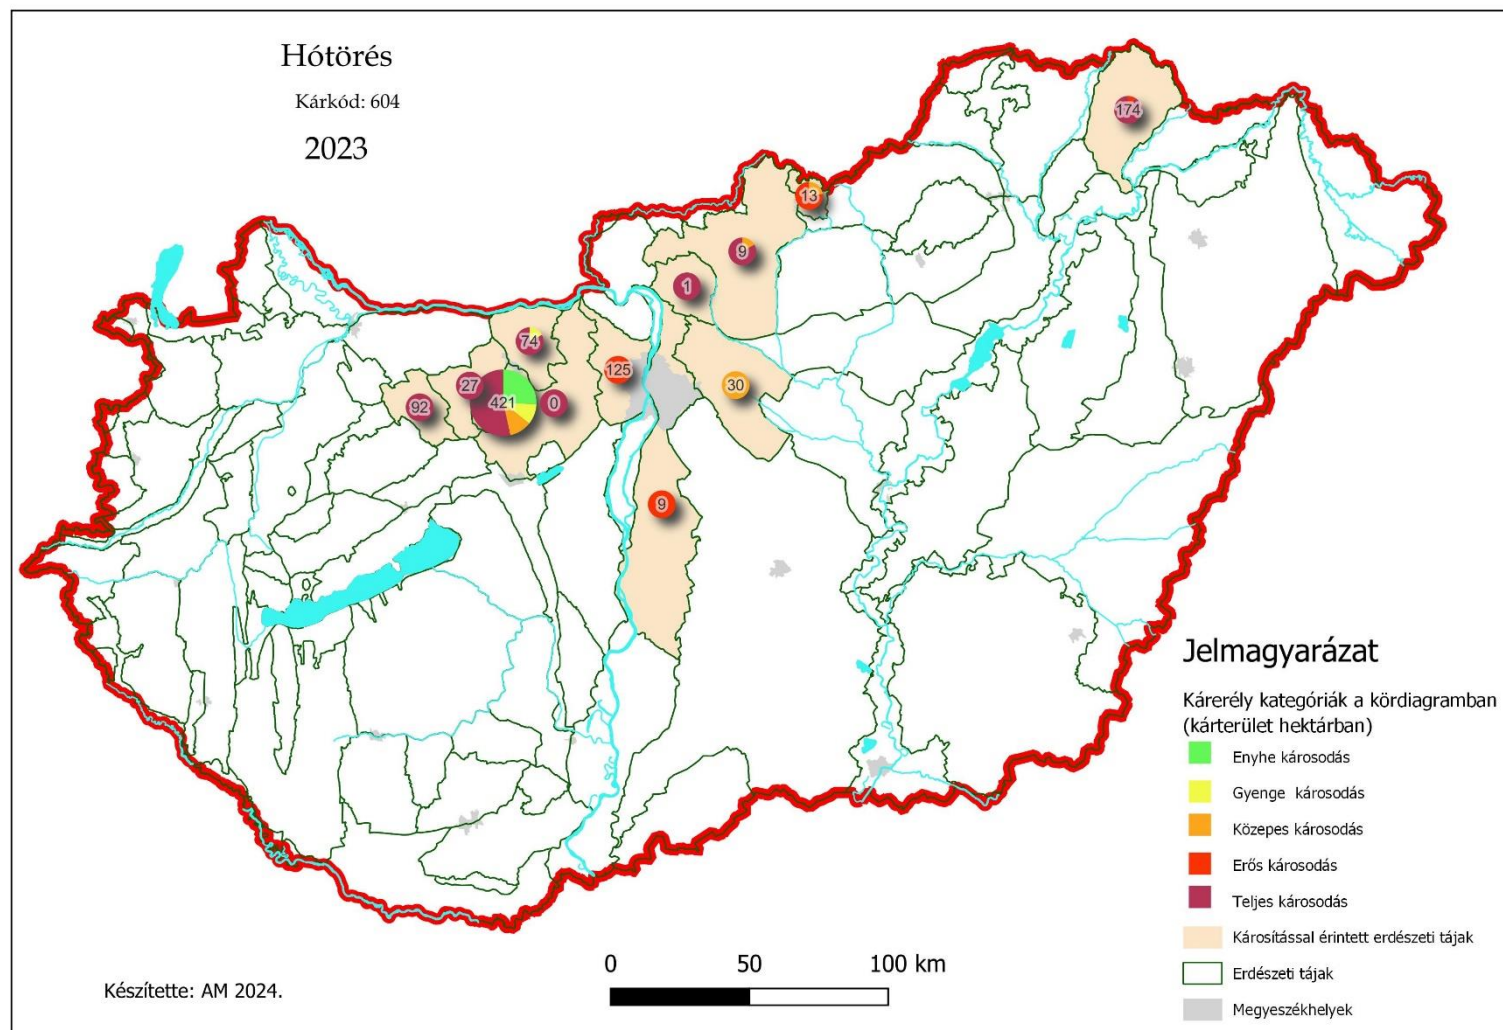 Hótörés
Kárkód: 604
2023
174
13
9
1
74
125
27
421
0
92
30
9
Jelmagyarázat
Kárerély kategóriák a kördiagramban
(kárterület hektárban)
Enyhe károsodás
Gyenge károsodás
Közepes károsodás
Erős károsodás
Teljes károsodás
Károsítással érintett erdészeti tájak
Erdészeti tájak
Megyeszékhelyek
0 50 100 km
Készítette: AM 2024.